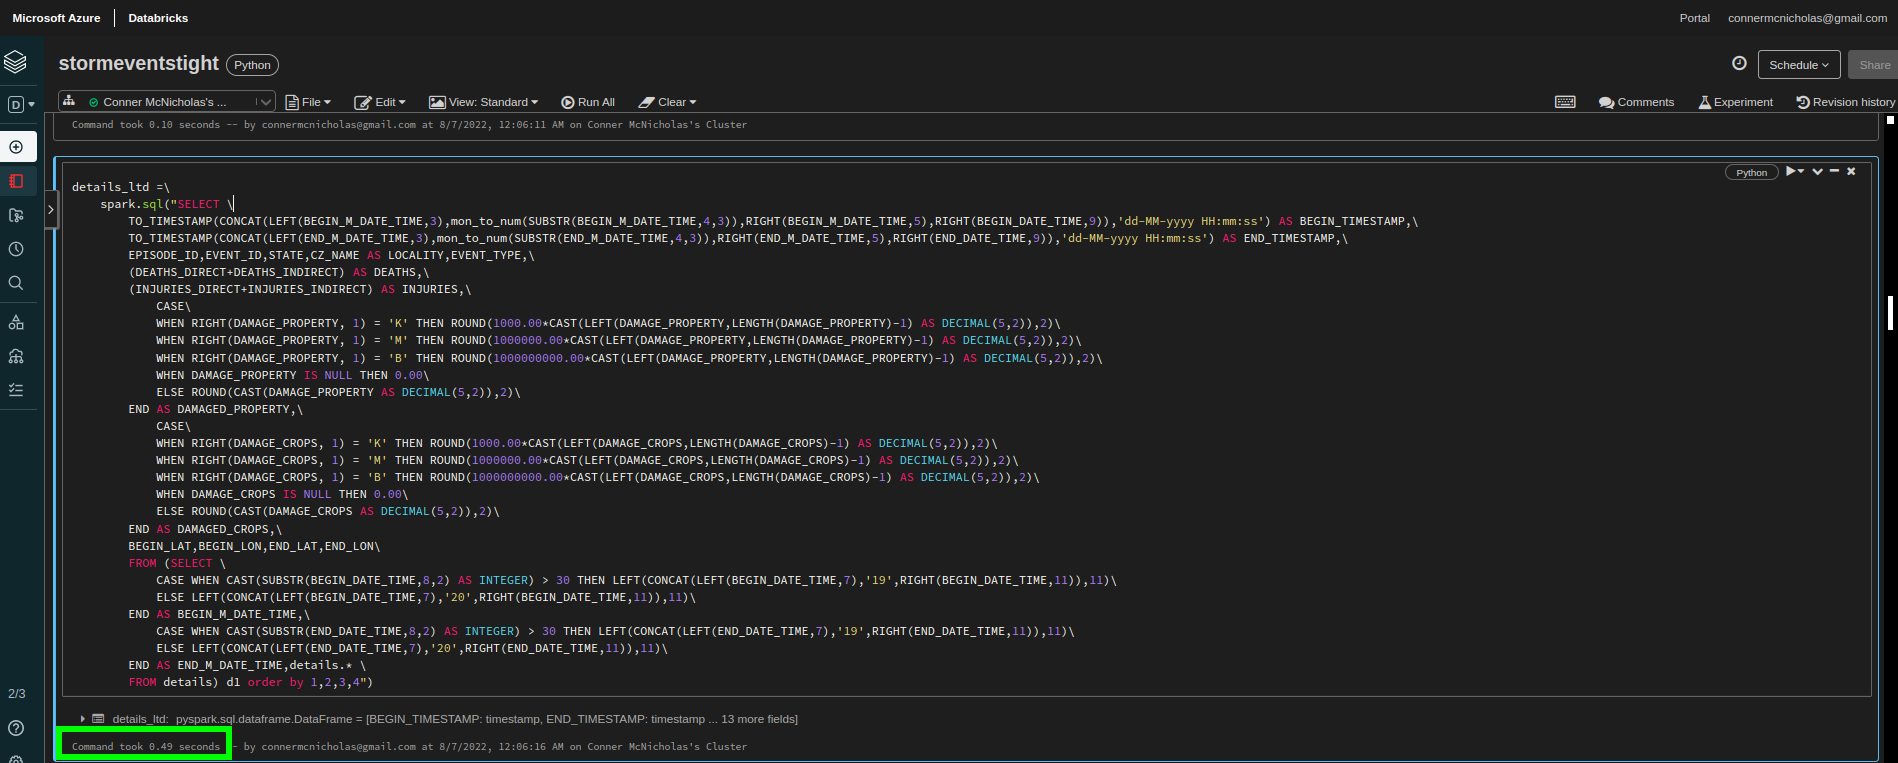 Microsoft Azure | Databricks Portal connermcnicholas@gmail.com
stormeventstight Python Schedule Share
D Conner McNicholas's ... File Edit View: Standard Run All Clear Comments Experiment Revision history
Command took 0.10 seconds -- by connermcnicholas@gmail.com at 8/7/2022, 12:06:11 AM on Conner McNicholas's Cluster
Python
details_ltd =\
spark.sql("SELECT \
TO_TIMESTAMP(CONCAT(LEFT(BEGIN_M_DATE_TIME,3),mon_to_num(SUBSTR(BEGIN_M_DATE_TIME,4,3)),RIGHT(BEGIN_M_DATE_TIME,5),RIGHT(BEGIN_DATE_TIME,9)),'dd-MM-yyyy HH:mm:ss') AS BEGIN_TIMESTAMP,\
TO_TIMESTAMP(CONCAT(LEFT(END_M_DATE_TIME,3),mon_to_num(SUBSTR(END_M_DATE_TIME,4,3)),RIGHT(END_M_DATE_TIME,5),RIGHT(END_DATE_TIME,9)),'dd-MM-yyyy HH:mm:ss') AS END_TIMESTAMP,\
EPISODE_ID,EVENT_ID,STATE,CZ_NAME AS LOCALITY,EVENT_TYPE,\
(DEATHS_DIRECT+DEATHS_INDIRECT) AS DEATHS,\
(INJURIES_DIRECT+INJURIES_INDIRECT) AS INJURIES,\
CASE\
WHEN RIGHT(DAMAGE_PROPERTY, 1) = 'K' THEN ROUND(1000.00*CAST(LEFT(DAMAGE_PROPERTY,LENGTH(DAMAGE_PROPERTY)-1) AS DECIMAL(5,2)),2)\
WHEN RIGHT(DAMAGE_PROPERTY, 1) = 'M' THEN ROUND(1000000.00*CAST(LEFT(DAMAGE_PROPERTY,LENGTH(DAMAGE_PROPERTY)-1) AS DECIMAL(5,2)),2)\
WHEN RIGHT(DAMAGE_PROPERTY, 1) = 'B' THEN ROUND(1000000000.00*CAST(LEFT(DAMAGE_PROPERTY,LENGTH(DAMAGE_PROPERTY)-1) AS DECIMAL(5,2)),2)\
WHEN DAMAGE_PROPERTY IS NULL THEN 0.00\
ELSE ROUND(CAST(DAMAGE_PROPERTY AS DECIMAL(5,2)),2)\
END AS DAMAGED_PROPERTY,\
CASE\
WHEN RIGHT(DAMAGE_CROPS, 1) = 'K' THEN ROUND(1000.00*CAST(LEFT(DAMAGE_CROPS,LENGTH(DAMAGE_CROPS)-1) AS DECIMAL(5,2)),2)\
WHEN RIGHT(DAMAGE_CROPS, 1) = 'M' THEN ROUND(1000000.00*CAST(LEFT(DAMAGE_CROPS,LENGTH(DAMAGE_CROPS)-1) AS DECIMAL(5,2)),2)\
WHEN RIGHT(DAMAGE_CROPS, 1) = 'B' THEN ROUND(1000000000.00*CAST(LEFT(DAMAGE_CROPS,LENGTH(DAMAGE_CROPS)-1) AS DECIMAL(5,2)),2)\
WHEN DAMAGE_CROPS IS NULL THEN 0.00\
ELSE ROUND(CAST(DAMAGE_CROPS AS DECIMAL(5,2)),2)\
END AS DAMAGED_CROPS,\
BEGIN_LAT,BEGIN_LON,END_LAT,END_LON\
FROM (SELECT \
CASE WHEN CAST(SUBSTR(BEGIN_DATE_TIME,8,2) AS INTEGER) > 30 THEN LEFT(CONCAT(LEFT(BEGIN_DATE_TIME,7),'19',RIGHT(BEGIN_DATE_TIME,11)),11)\
ELSE LEFT(CONCAT(LEFT(BEGIN_DATE_TIME,7),'20',RIGHT(BEGIN_DATE_TIME,11)),11)\
END AS BEGIN_M_DATE_TIME,\
CASE WHEN CAST(SUBSTR(END_DATE_TIME,8,2) AS INTEGER) > 30 THEN LEFT(CONCAT(LEFT(END_DATE_TIME,7),'19',RIGHT(END_DATE_TIME,11)),11)\
ELSE LEFT(CONCAT(LEFT(END_DATE_TIME,7),'20',RIGHT(END_DATE_TIME,11)),11)\
END AS END_M_DATE_TIME,details.* \
FROM details) d1 order by 1,2,3,4")
2/3
details_ltd: pyspark.sql.dataframe.DataFrame = [BEGIN_TIMESTAMP: timestamp, END_TIMESTAMP: timestamp ... 13 more fields]
Command took 0.49 seconds -- by connermcnicholas@gmail.com at 8/7/2022, 12:06:16 AM on Conner McNicholas's Cluster